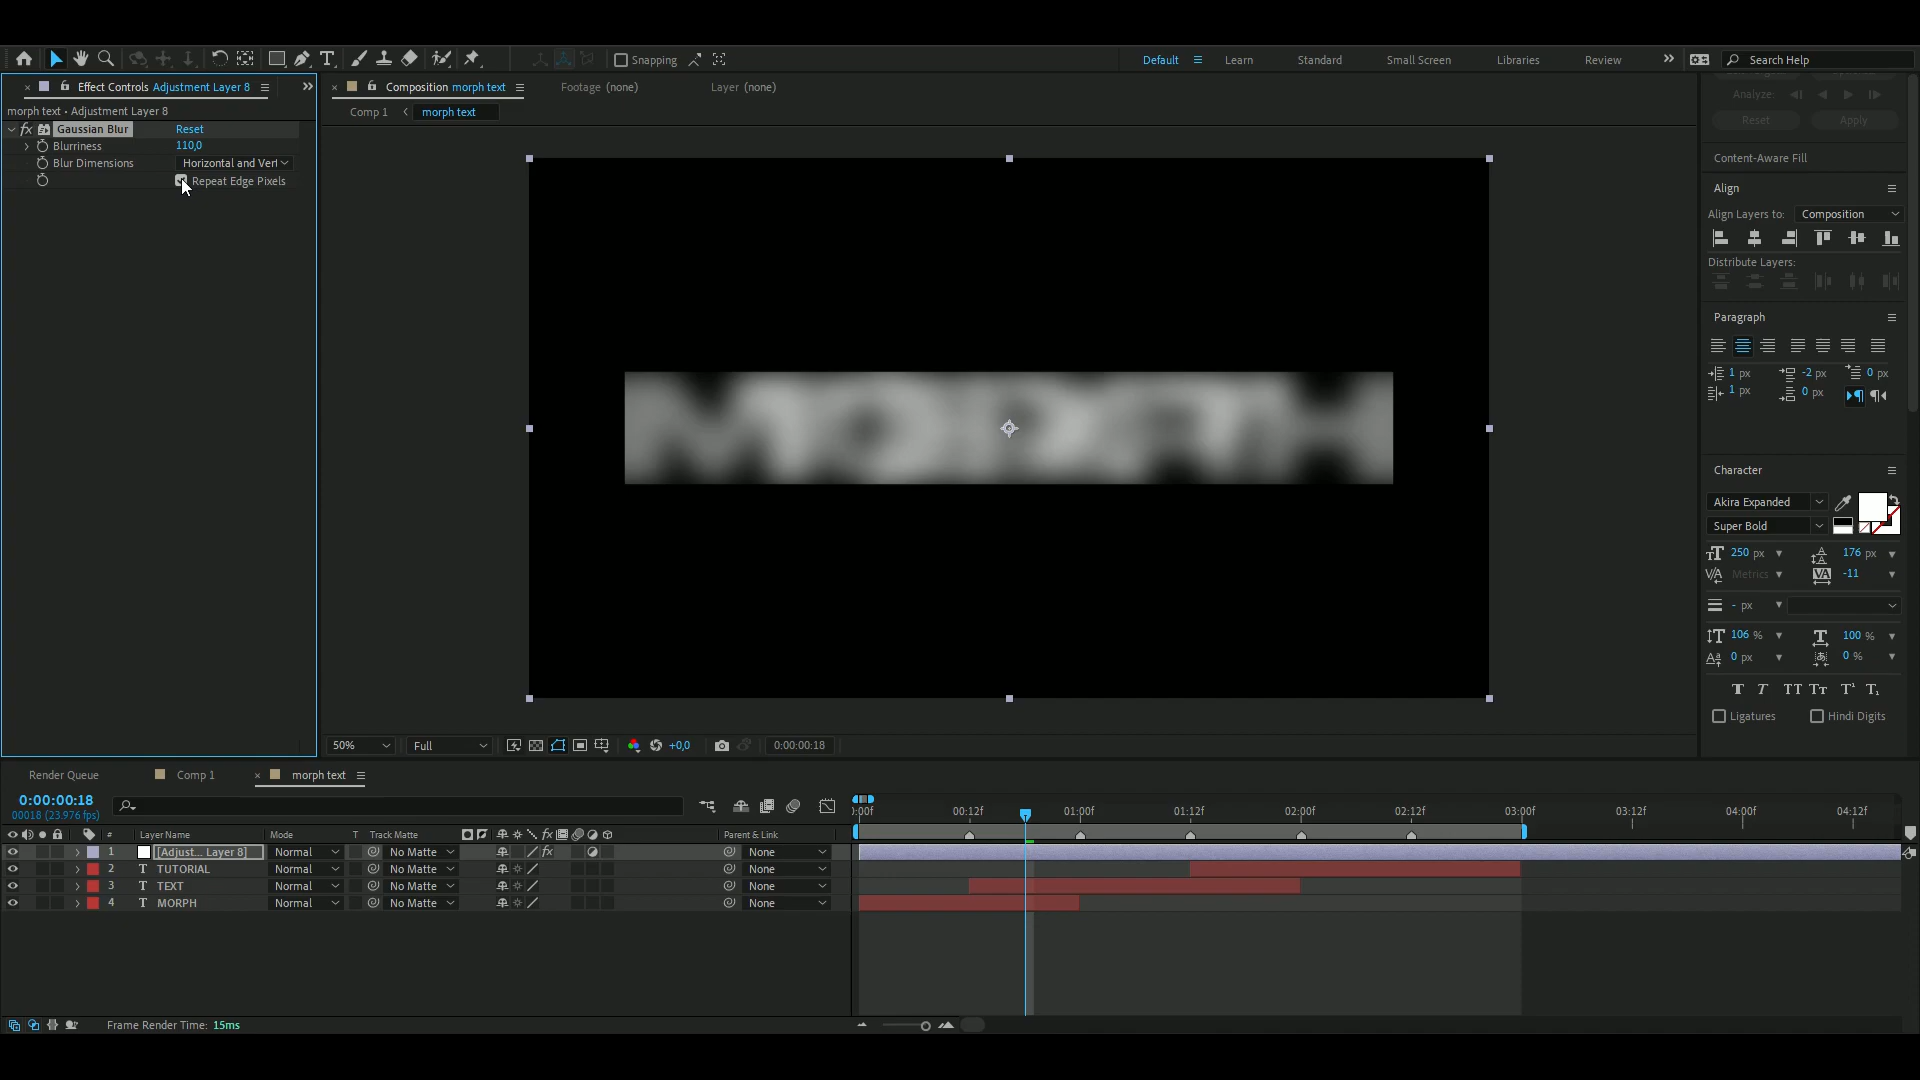 Snapping
Default
Learn
Standard
Small Screen
Libraries
Review
Search Help
Effect Controls Adjustment Layer 8
Composition morph text
Footage (none)
Layer (none)
morph text • Adjustment Layer 8
Comp 1
morph text
fx Gaussian Blur Reset
Blurriness 110,0
Blur Dimensions Horizontal and Vert
Repeat Edge Pixels
Analyze:
Reset Apply
Content-Aware Fill
Align
Align Layers to: Composition
Distribute Layers:
Paragraph
1 px -2 px 0 px
1 px 0 px
Character
Akira Expanded
Super Bold
250 px 176 px
Metrics -11
- px
106 % 100 %
0 px 0 %
T T TT Tt T¹ T₁
Ligatures Hindi Digits
50% Full +0,0 0:00:00:18
Render Queue Comp 1 morph text
0:00:00:18
00018 (23.976 fps)
:00f 00:12f 01:00f 01:12f 02:00f 02:12f 03:00f 03:12f 04:00f 04:12f
# Layer Name Mode T Track Matte fx Parent & Link
1 [Adjust... Layer 8] Normal No Matte fx None
2 T TUTORIAL Normal No Matte None
3 T TEXT Normal No Matte None
4 T MORPH Normal No Matte None
Frame Render Time: 15ms